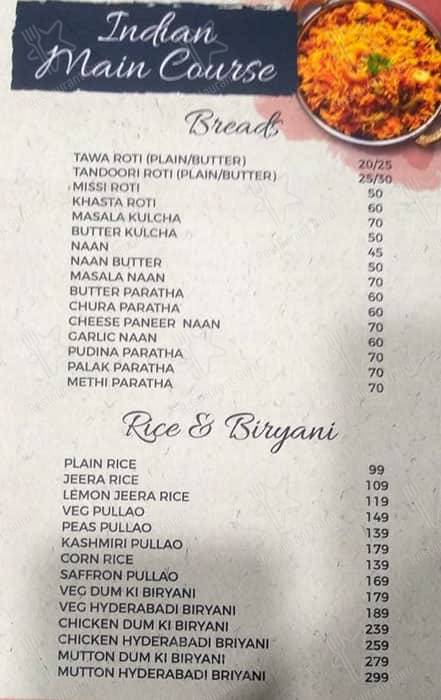 Indian
Main Course
Breads
TAWA ROTI (PLAIN/BUTTER) 20/25
TANDOORI ROTI (PLAIN/BUTTER) 25/30
MISSI ROTI 50
KHASTA ROTI 60
MASALA KULCHA 70
BUTTER KULCHA 50
NAAN 45
NAAN BUTTER 50
MASALA NAAN 70
BUTTER PARATHA 60
CHURA PARATHA 60
CHEESE PANEER NAAN 70
GARLIC NAAN 60
PUDINA PARATHA 70
PALAK PARATHA 70
METHI PARATHA 70
Rice & Biryani
PLAIN RICE 99
JEERA RICE 109
LEMON JEERA RICE 119
VEG PULLAO 149
PEAS PULLAO 139
KASHMIRI PULLAO 179
CORN RICE 139
SAFFRON PULLAO 169
VEG DUM KI BIRYANI 179
VEG HYDERABADI BIRYANI 189
CHICKEN DUM KI BIRYANI 239
CHICKEN HYDERABADI BRIYANI 259
MUTTON DUM KI BIRYANI 279
MUTTON HYDERABADI BRIYANI 299